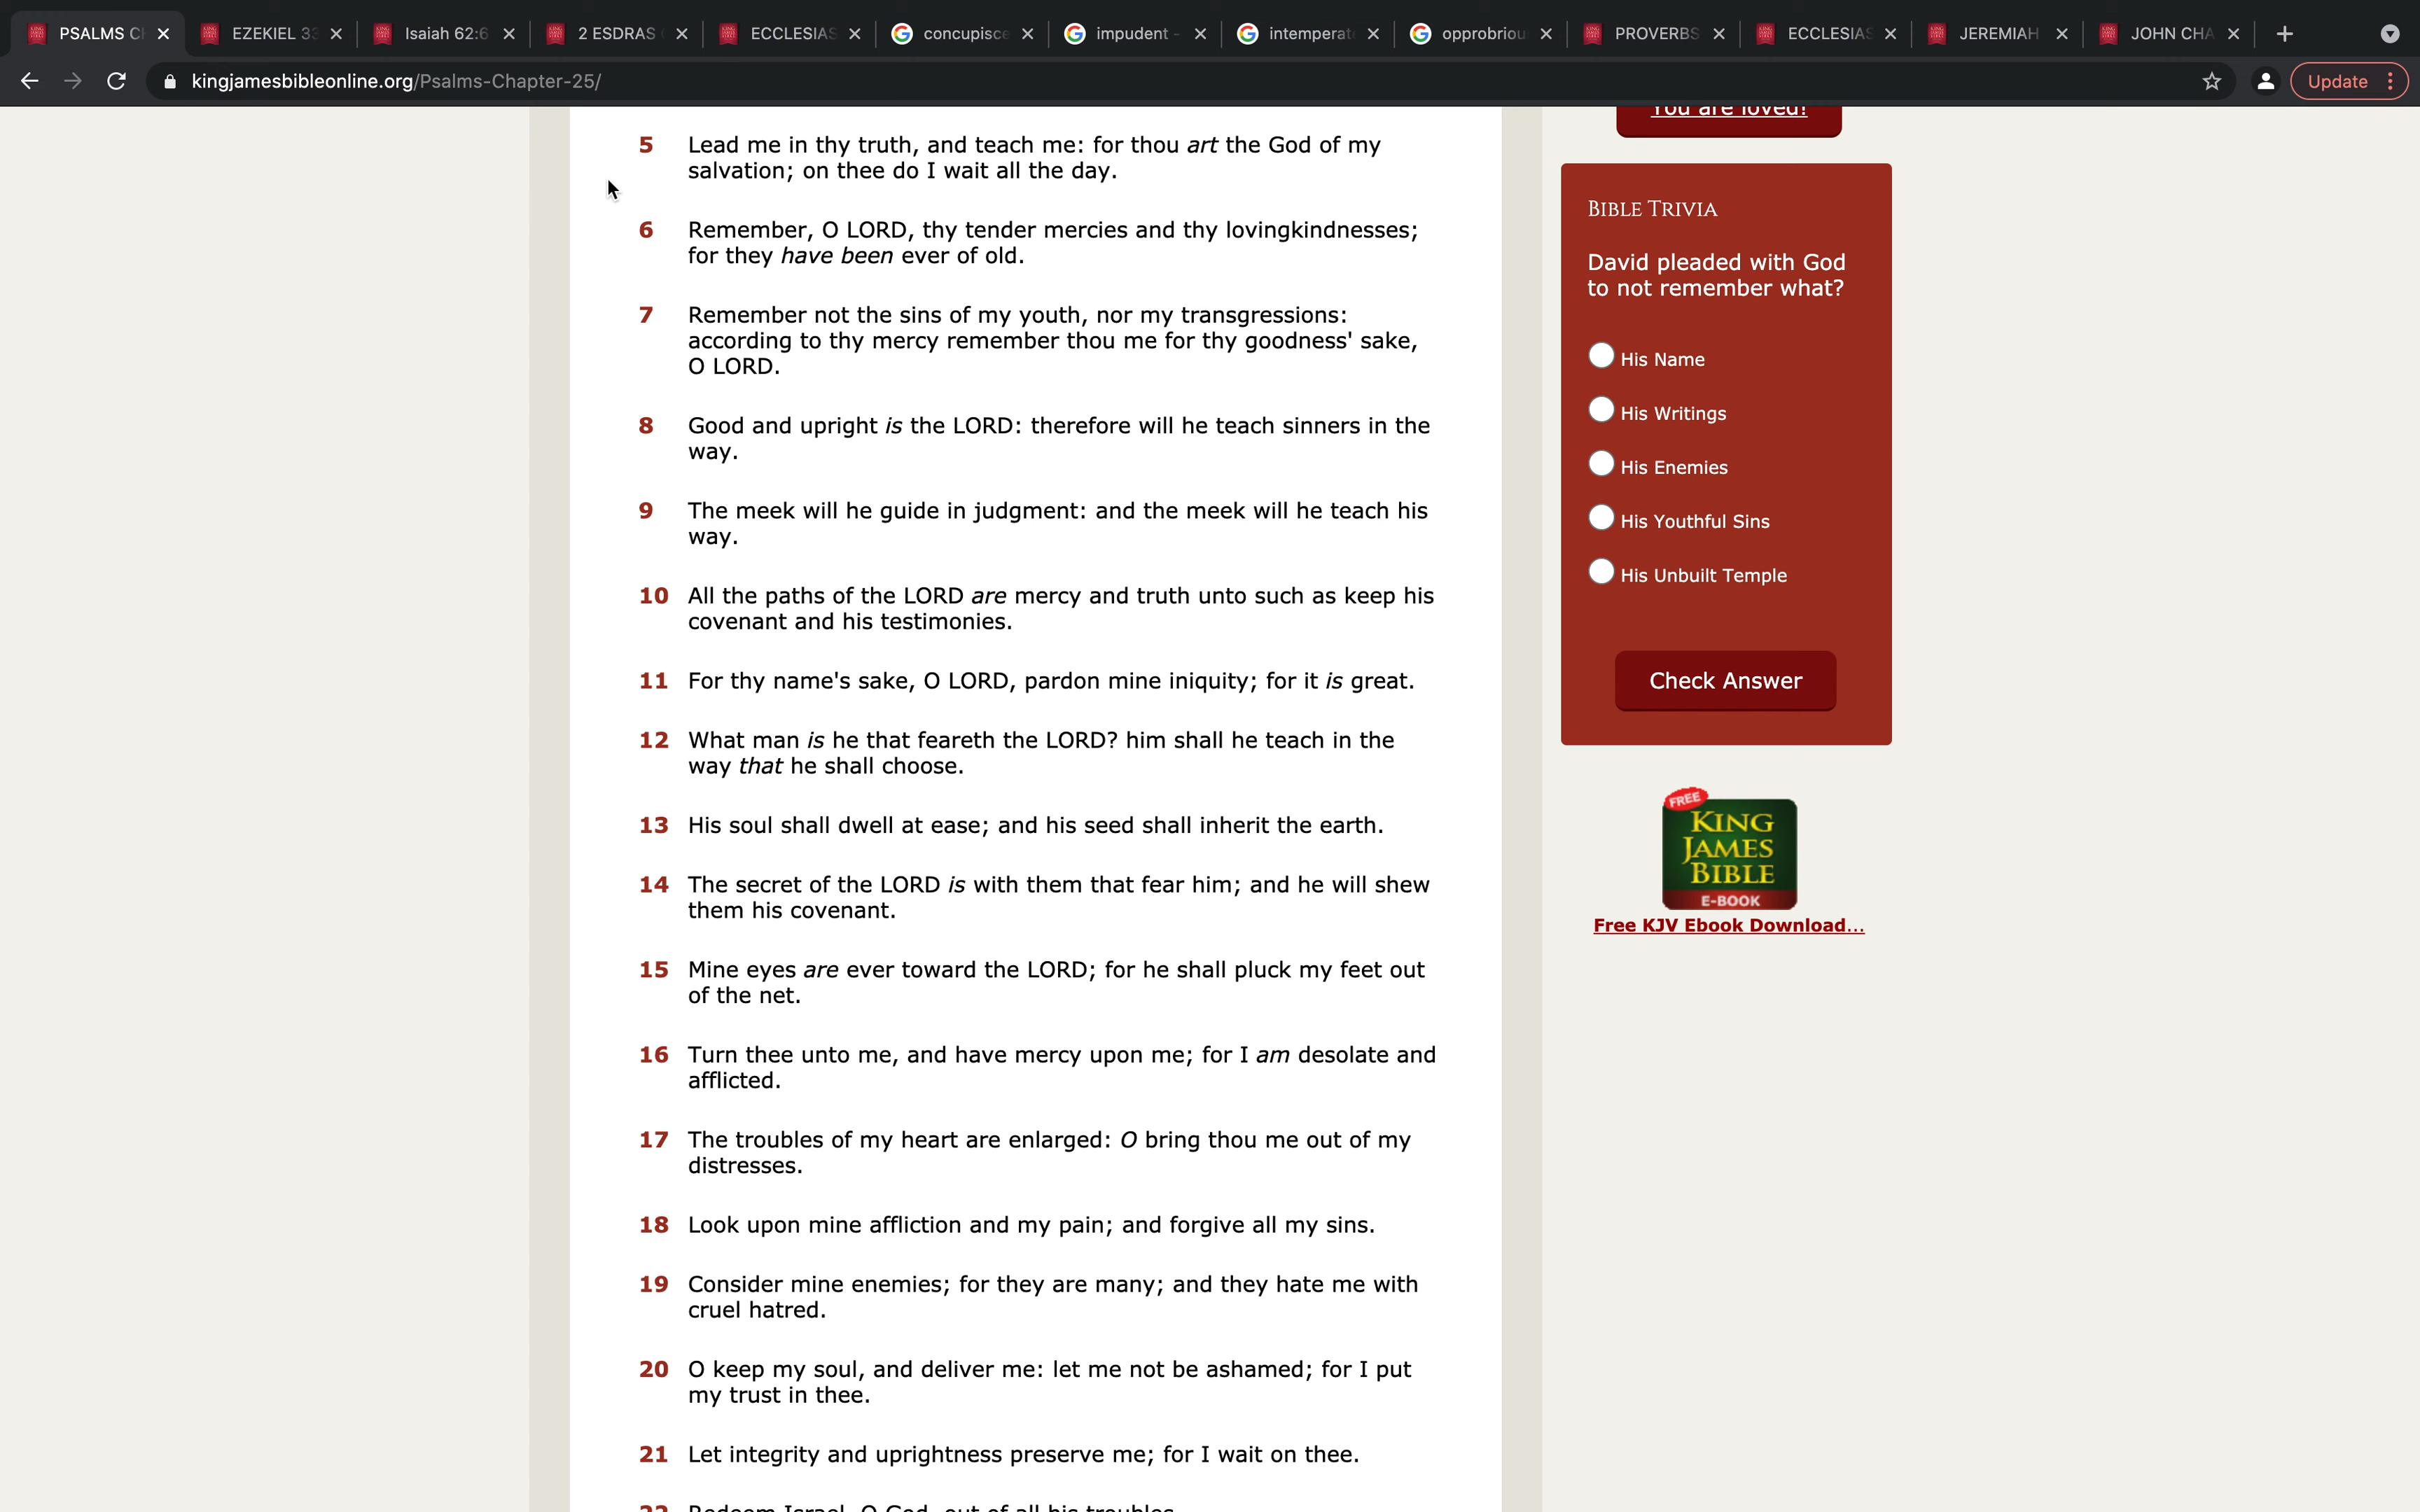 PSALMS CH
EZEKIEL 33
Isaiah 62:6
2 ESDRAS
ECCLESIAS
concupisce
impudent -
intemperat
opprobriou
PROVERBS
ECCLESIAS
JEREMIAH
JOHN CHA
kingjamesbibleonline.org/Psalms-Chapter-25/
Update
5 Lead me in thy truth, and teach me: for thou art the God of my
salvation; on thee do I wait all the day.
6 Remember, O LORD, thy tender mercies and thy lovingkindnesses;
for they have been ever of old.
7 Remember not the sins of my youth, nor my transgressions:
according to thy mercy remember thou me for thy goodness' sake,
O LORD.
8 Good and upright is the LORD: therefore will he teach sinners in the
way.
9 The meek will he guide in judgment: and the meek will he teach his
way.
10 All the paths of the LORD are mercy and truth unto such as keep his
covenant and his testimonies.
11 For thy name's sake, O LORD, pardon mine iniquity; for it is great.
12 What man is he that feareth the LORD? him shall he teach in the
way that he shall choose.
13 His soul shall dwell at ease; and his seed shall inherit the earth.
14 The secret of the LORD is with them that fear him; and he will shew
them his covenant.
15 Mine eyes are ever toward the LORD; for he shall pluck my feet out
of the net.
16 Turn thee unto me, and have mercy upon me; for I am desolate and
afflicted.
17 The troubles of my heart are enlarged: O bring thou me out of my
distresses.
18 Look upon mine affliction and my pain; and forgive all my sins.
19 Consider mine enemies; for they are many; and they hate me with
cruel hatred.
20 O keep my soul, and deliver me: let me not be ashamed; for I put
my trust in thee.
21 Let integrity and uprightness preserve me; for I wait on thee.
22 Redeem Israel, O God, out of all his troubles.
You are loved!
BIBLE TRIVIA
David pleaded with God
to not remember what?
His Name
His Writings
His Enemies
His Youthful Sins
His Unbuilt Temple
Check Answer
FREE
KING
JAMES
BIBLE
E-BOOK
Free KJV Ebook Download...